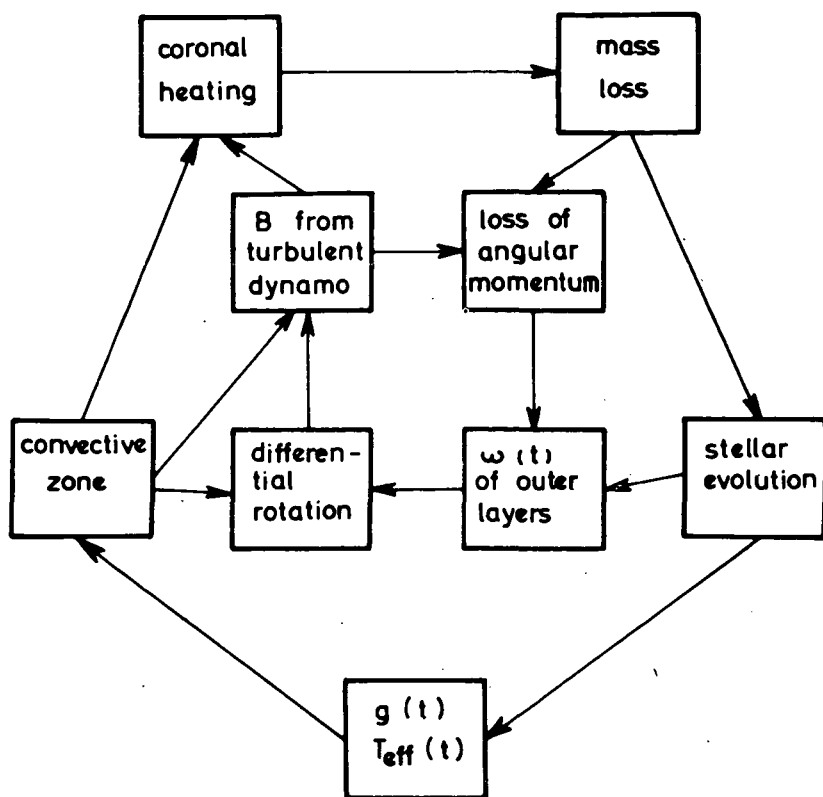 coronal
heating
mass
loss
B from
turbulent
dynamo
loss of
angular
momentum
convective
zone
differen-
tial
rotation
ω(t)
of outer
layers
stellar
evolution
g(t)
Teff(t)